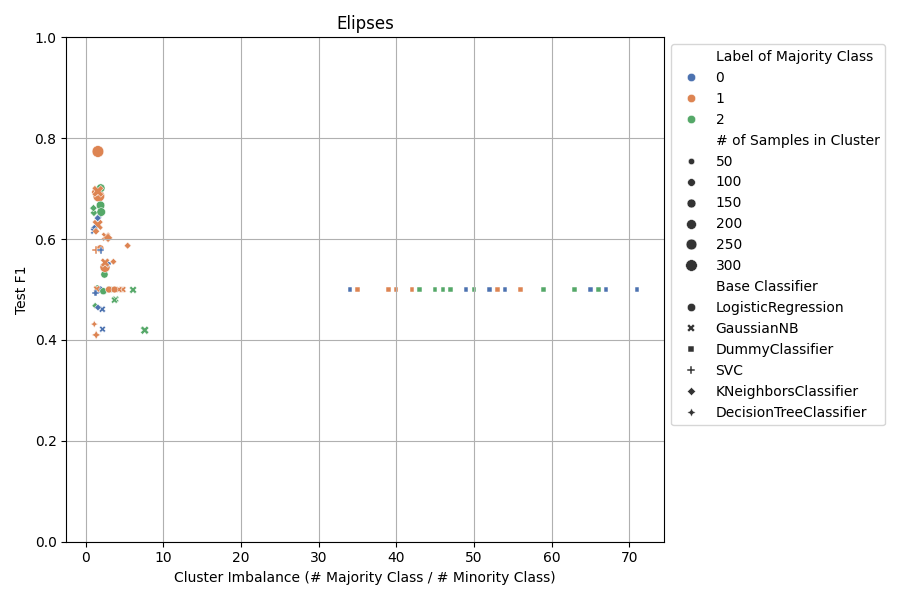 Elipses
Test F1
1.0
0.8
0.6
0.4
0.2
0.0
0 10 20 30 40 50 60 70
Cluster Imbalance (# Majority Class / # Minority Class)
Label of Majority Class
0
1
2
# of Samples in Cluster
50
100
150
200
250
300
Base Classifier
LogisticRegression
GaussianNB
DummyClassifier
SVC
KNeighborsClassifier
DecisionTreeClassifier